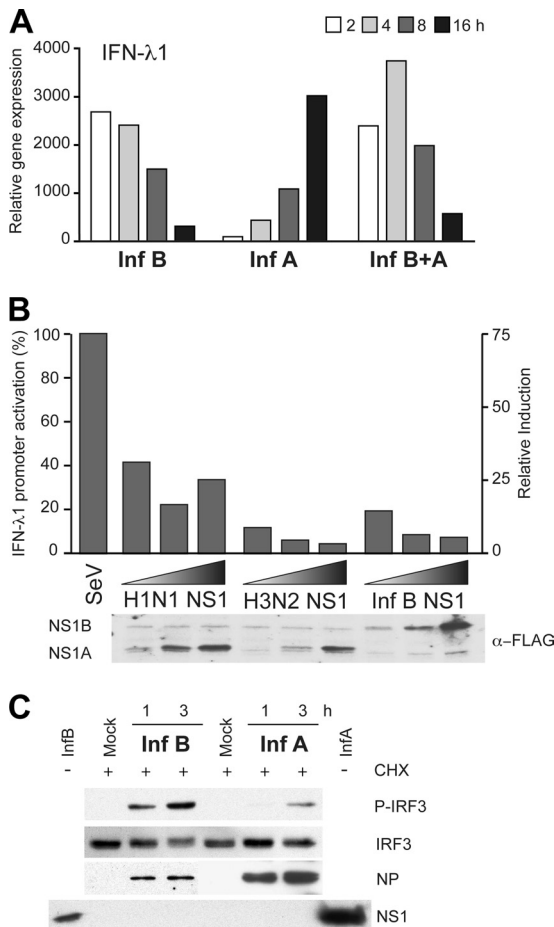 A
IFN-λ1
2 4 8 16 h
Relative gene expression
4000
3000
2000
1000
0
Inf B Inf A Inf B+A
B
IFN-λ1 promoter activation (%)
100
80
60
40
20
0
Relative Induction
75
50
25
0
SeV
H1N1 NS1 H3N2 NS1 Inf B NS1
NS1B
NS1A
α-FLAG
C
InfB Mock 1 3 Mock 1 3 h InfA
Inf B Inf A
- + + + + + + - CHX
P-IRF3
IRF3
NP
NS1